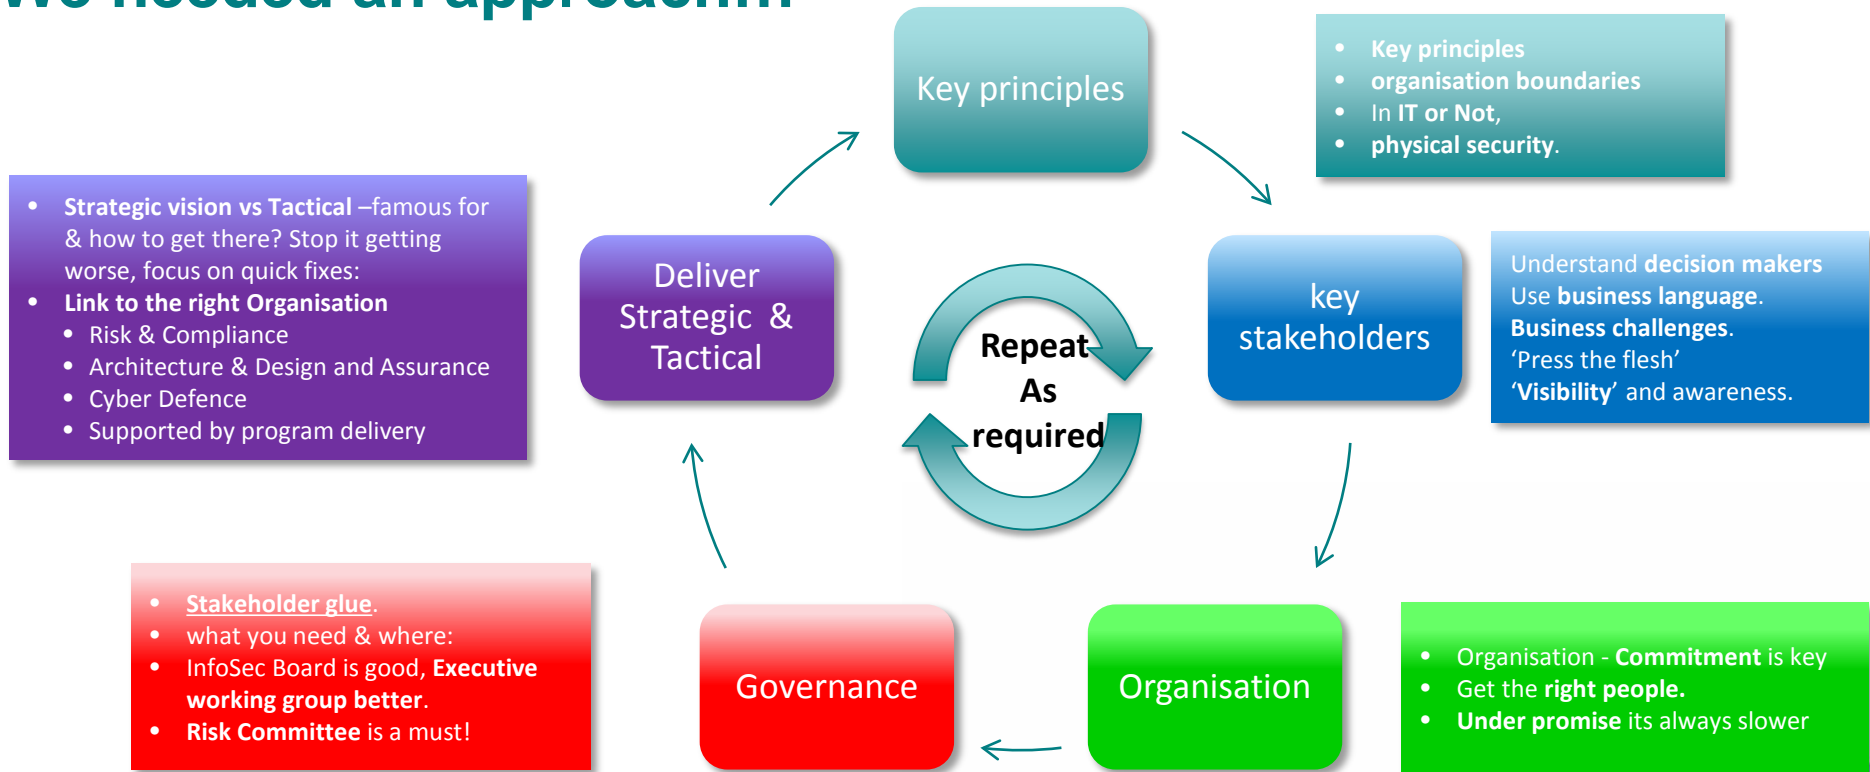 We needed an approach...
Key principles
• Key principles
• organisation boundaries
• In IT or Not,
• physical security.
• Strategic vision vs Tactical –famous for
& how to get there? Stop it getting
worse, focus on quick fixes:
• Link to the right Organisation
• Risk & Compliance
• Architecture & Design and Assurance
• Cyber Defence
• Supported by program delivery
Deliver
Strategic &
Tactical
Repeat
As
required
key
stakeholders
Understand decision makers
Use business language.
Business challenges.
‘Press the flesh’
‘Visibility’ and awareness.
• Stakeholder glue.
• what you need & where:
• InfoSec Board is good, Executive
working group better.
• Risk Committee is a must!
Governance
Organisation
• Organisation - Commitment is key
• Get the right people.
• Under promise its always slower